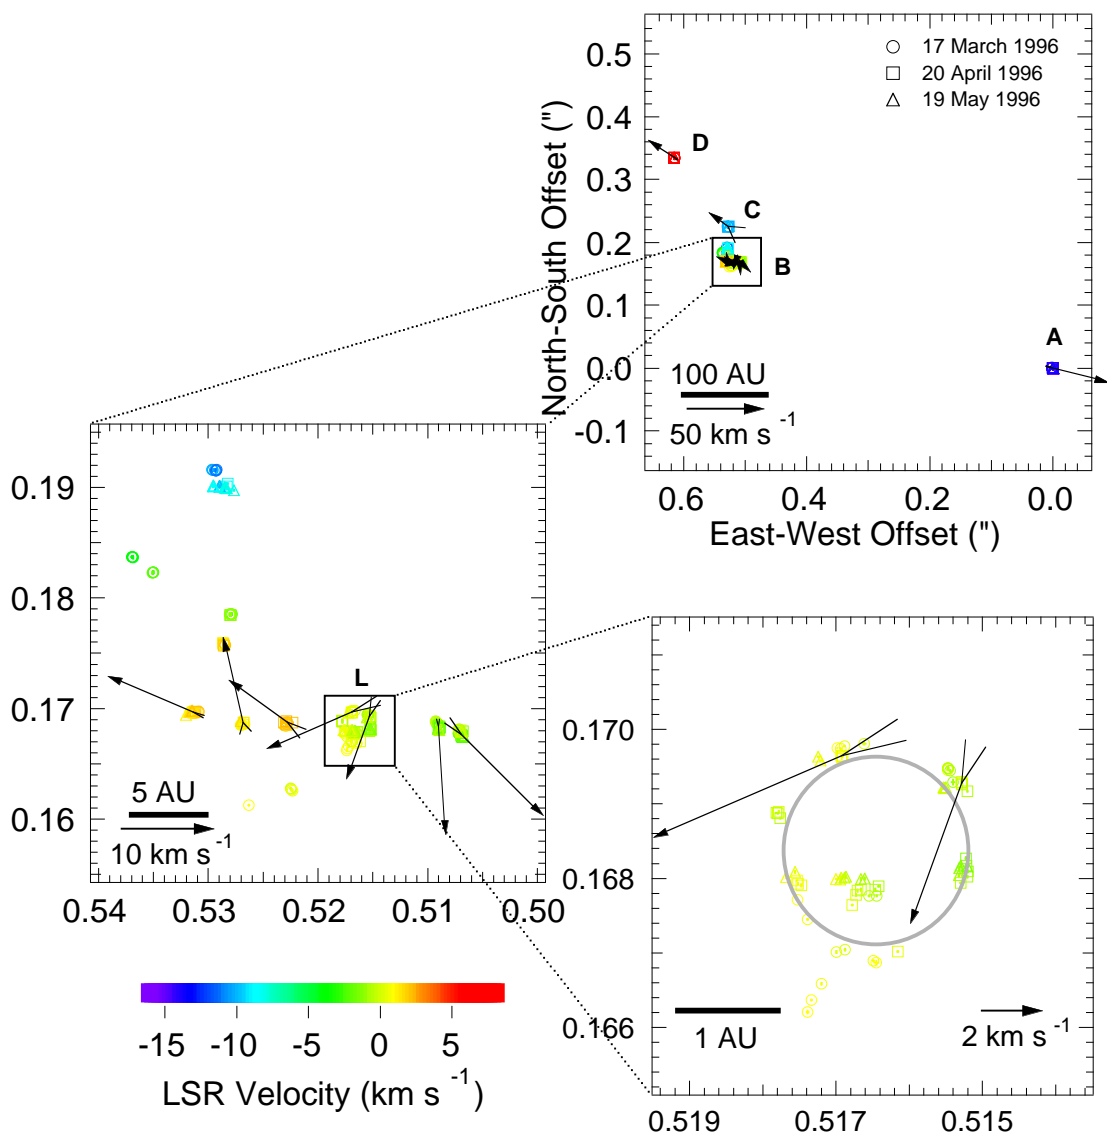 17 March 1996
20 April 1996
19 May 1996
North-South Offset (")
0.5
0.4
0.3
0.2
0.1
0.0
-0.1
D
C
B
A
100 AU
50 km s -1
0.6 0.4 0.2 0.0
East-West Offset (")
0.19
0.18
0.17
0.16
L
5 AU
10 km s -1
0.54 0.53 0.52 0.51 0.50
0.170
0.168
0.166
1 AU
2 km s -1
0.519 0.517 0.515
-15 -10 -5 0 5
LSR Velocity (km s -1)